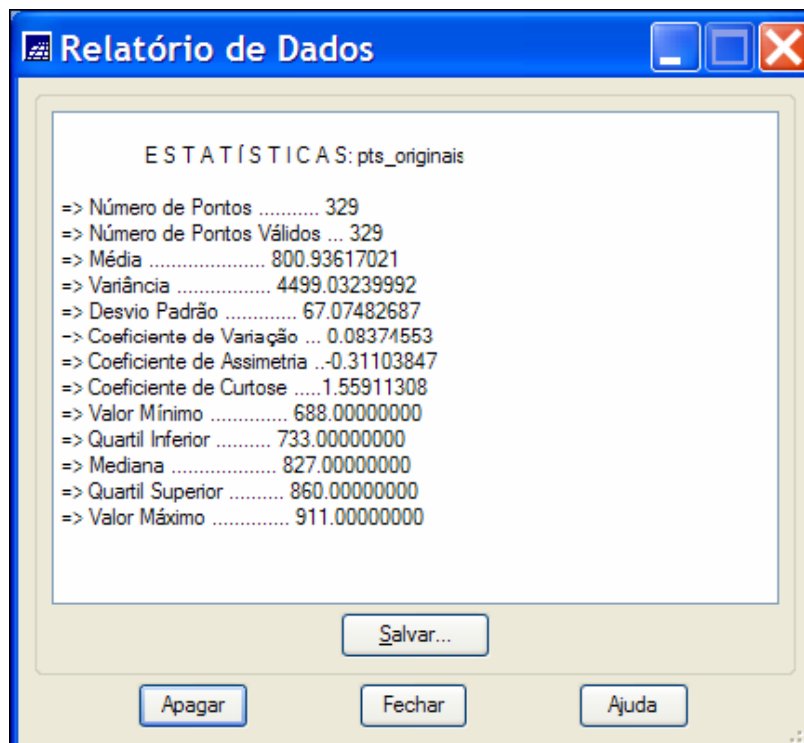 Relatório de Dados
E S T A T Í S T I C A S: pts_originais
=> Número de Pontos ........... 329
=> Número de Pontos Válidos ... 329
=> Média ...................... 800.93617021
=> Variância .................. 4499.03239992
=> Desvio Padrão ............. 67.07482687
=> Coeficiente de Variação ... 0.08374553
=> Coeficiente de Assimetria ..-0.31103847
=> Coeficiente de Curtose .....1.55911308
=> Valor Mínimo .............. 688.00000000
=> Quartil Inferior .......... 733.00000000
=> Mediana .................... 827.00000000
=> Quartil Superior .......... 860.00000000
=> Valor Máximo .............. 911.00000000
Salvar...
Apagar Fechar Ajuda